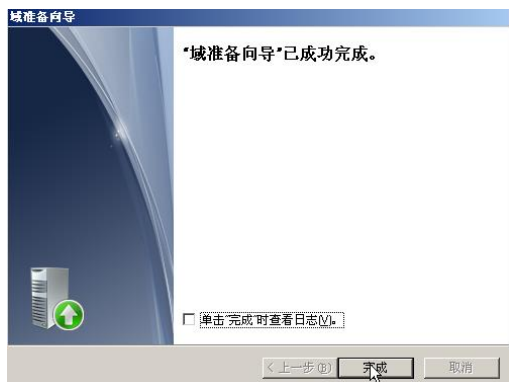 域准备向导
“域准备向导”已成功完成。
单击“完成”时查看日志(V)。
< 上一步(B)
完成
取消